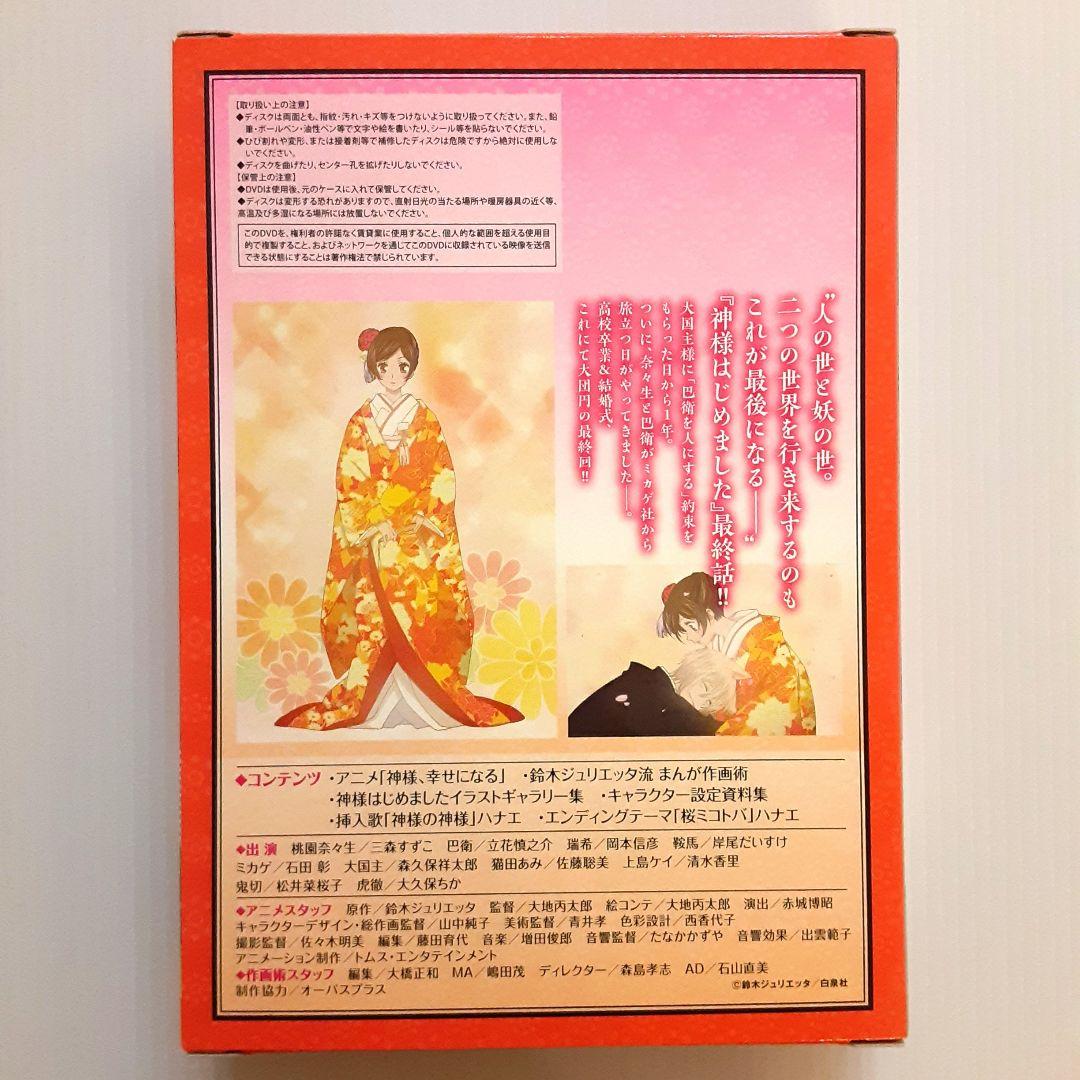 【取り扱い上の注意】
◆ディスクは両面とも、指紋・汚れ・キズ等をつけないように取り扱ってください。また、鉛
筆・ボールペン・油性ペン等で文字や絵を書いたり、シール等を貼らないでください。
◆ひび割れや変形、または接着剤等で補修したディスクは危険ですから絶対に使用しな
いでください。
◆ディスクを曲げたり、センター孔を拡げたりしないでください。
【保管上の注意】
◆DVDは使用後、元のケースに入れて保管してください。
◆ディスクは変形する恐れがありますので、直射日光の当たる場所や暖房器具の近く等、
高温及び多湿になる場所には放置しないでください。
このDVDを、権利者の許諾なく賃貸業に使用すること、個人的な範囲を超える使用目
的で複製すること、およびネットワークを通じてこのDVDに収録されている映像を送信
できる状態にすることは著作権法で禁じられています。
“人の世と妖の世。
二つの世界を行き来するのも
これが最後になる――”
『神様はじめました』最終話!!
大国主様に「巴衛を人にする」約束を
もらった日から1年。
ついに、奈々生と巴衛がミカゲ社から
旅立つ日がやってきました――。
高校卒業&結婚式、
これにて大団円の最終回!!
◆コンテンツ ・アニメ「神様、幸せになる」 ・鈴木ジュリエッタ流 まんが作画術
・神様はじめましたイラストギャラリー集 ・キャラクター設定資料集
・挿入歌「神様の神様」ハナエ ・エンディングテーマ「桜ミコトバ」ハナエ
◆出演 桃園奈々生/三森すずこ 巴衛/立花慎之介 瑞希/岡本信彦 鞍馬/岸尾だいすけ
ミカゲ/石田 彰 大国主/森久保祥太郎 猫田あみ/佐藤聡美 上島ケイ/清水香里
鬼切/松井菜桜子 虎徹/大久保ちか
◆アニメスタッフ 原作/鈴木ジュリエッタ 監督/大地丙太郎 絵コンテ/大地丙太郎 演出/赤城博昭
キャラクターデザイン・総作画監督/山中純子 美術監督/青井孝 色彩設計/西香代子
撮影監督/佐々木明美 編集/藤田育代 音楽/増田俊郎 音響監督/たなかかずや 音響効果/出雲範子
アニメーション制作/トムス・エンタテインメント
◆作画術スタッフ 編集/大橋正和 MA/嶋田茂 ディレクター/森島孝志 AD/石山直美
制作協力/オーパスプラス
©鈴木ジュリエッタ/白泉社